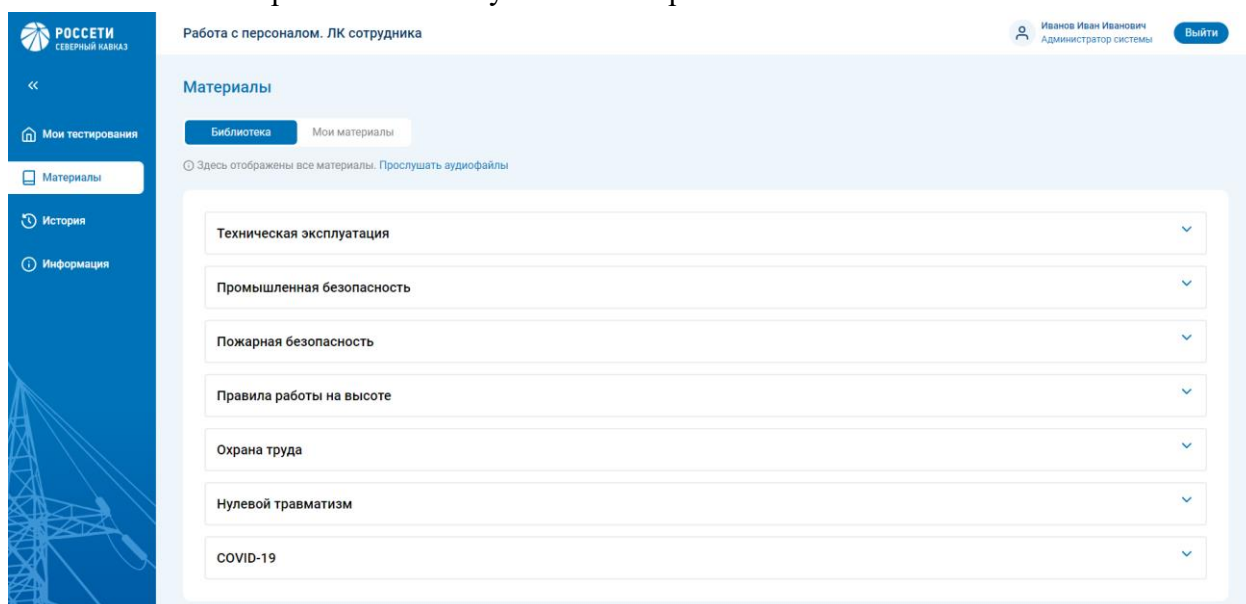 РОССЕТИ
СЕВЕРНЫЙ КАВКАЗ
Работа с персоналом. ЛК сотрудника
Иванов Иван Иванович
Администратор системы
Выйти
Мои тестирования
Материалы
История
Информация
Материалы
Библиотека
Мои материалы
Здесь отображены все материалы. Прослушать аудиофайлы
Техническая эксплуатация
Промышленная безопасность
Пожарная безопасность
Правила работы на высоте
Охрана труда
Нулевой травматизм
COVID-19